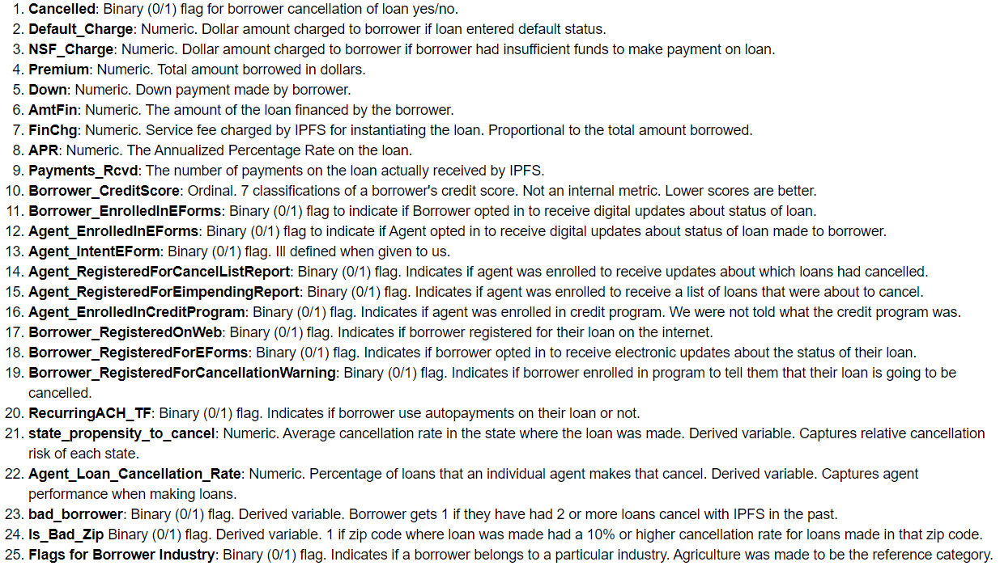 1. Cancelled: Binary (0/1) flag for borrower cancellation of loan yes/no.
2. Default_Charge: Numeric. Dollar amount charged to borrower if loan entered default status.
3. NSF_Charge: Numeric. Dollar amount charged to borrower if borrower had insufficient funds to make payment on loan.
4. Premium: Numeric. Total amount borrowed in dollars.
5. Down: Numeric. Down payment made by borrower.
6. AmtFin: Numeric. The amount of the loan financed by the borrower.
7. FinChg: Numeric. Service fee charged by IPFS for instantiating the loan. Proportional to the total amount borrowed.
8. APR: Numeric. The Annualized Percentage Rate on the loan.
9. Payments_Rcvd: The number of payments on the loan actually received by IPFS.
10. Borrower_CreditScore: Ordinal. 7 classifications of a borrower's credit score. Not an internal metric. Lower scores are better.
11. Borrower_EnrolledInEForms: Binary (0/1) flag to indicate if Borrower opted in to receive digital updates about status of loan.
12. Agent_EnrolledInEForms: Binary (0/1) flag to indicate if Agent opted in to receive digital updates about status of loan made to borrower.
13. Agent_IntentEForm: Binary (0/1) flag. Ill defined when given to us.
14. Agent_RegisteredForCancelListReport: Binary (0/1) flag. Indicates if agent was enrolled to receive updates about which loans had cancelled.
15. Agent_RegisteredForEimpendingReport: Binary (0/1) flag. Indicates if agent was enrolled to receive a list of loans that were about to cancel.
16. Agent_EnrolledInCreditProgram: Binary (0/1) flag. Indicates if agent was enrolled in credit program. We were not told what the credit program was.
17. Borrower_RegisteredOnWeb: Binary (0/1) flag. Indicates if borrower registered for their loan on the internet.
18. Borrower_RegisteredForEForms: Binary (0/1) flag. Indicates if borrower opted in to receive electronic updates about the status of their loan.
19. Borrower_RegisteredForCancellationWarning: Binary (0/1) flag. Indicates if borrower enrolled in program to tell them that their loan is going to be
cancelled.
20. RecurringACH_TF: Binary (0/1) flag. Indicates if borrower use autopayments on their loan or not.
21. state_propensity_to_cancel: Numeric. Average cancellation rate in the state where the loan was made. Derived variable. Captures relative cancellation
risk of each state.
22. Agent_Loan_Cancellation_Rate: Numeric. Percentage of loans that an individual agent makes that cancel. Derived variable. Captures agent
performance when making loans.
23. bad_borrower: Binary (0/1) flag. Derived variable. Borrower gets 1 if they have had 2 or more loans cancel with IPFS in the past.
24. Is_Bad_Zip Binary (0/1) flag. Derived variable. 1 if zip code where loan was made had a 10% or higher cancellation rate for loans made in that zip code.
25. Flags for Borrower Industry: Binary (0/1) flag. Indicates if a borrower belongs to a particular industry. Agriculture was made to be the reference category.